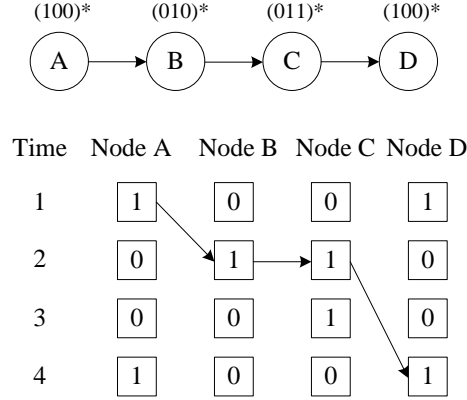 (100)* (010)* (011)* (100)*
A B C D
Time Node A Node B Node C Node D
1 1 0 0 1
2 0 1 1 0
3 0 0 1 0
4 1 0 0 1